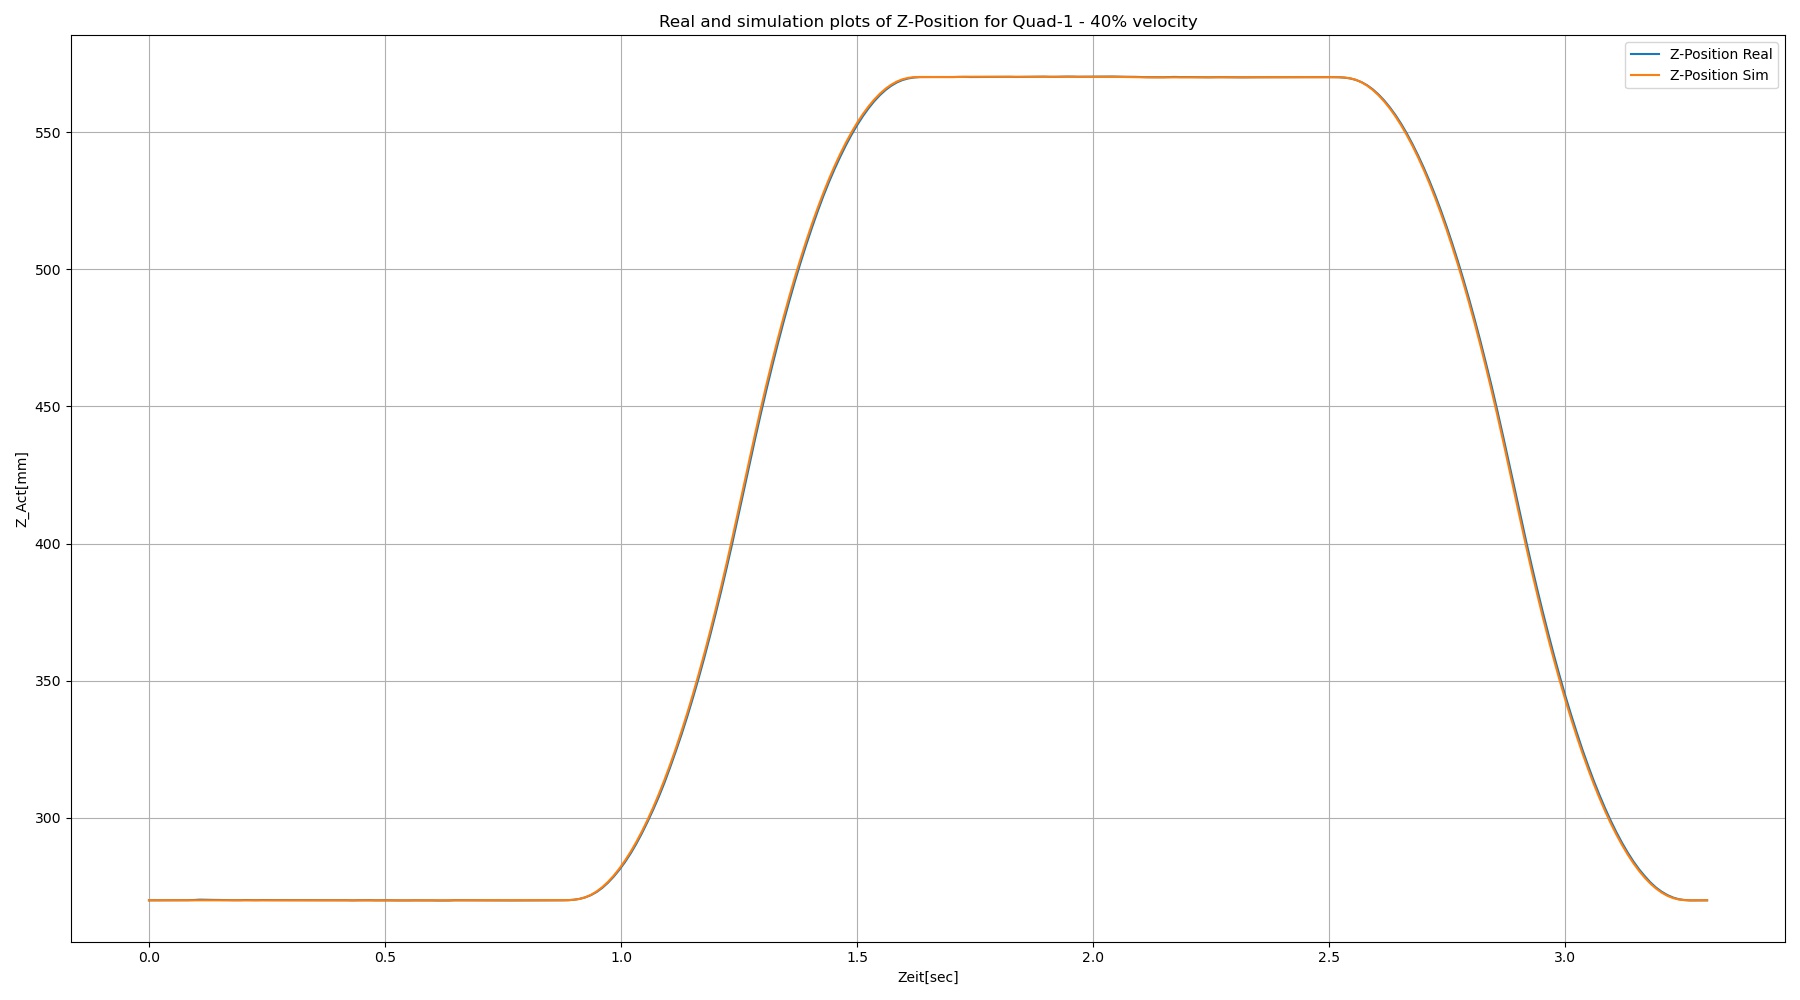 Real and simulation plots of Z-Position for Quad-1 - 40% velocity
Z-Position Real
Z-Position Sim
550
500
450
400
350
300
Z_Act[mm]
0.0 0.5 1.0 1.5 2.0 2.5 3.0
Zeit[sec]